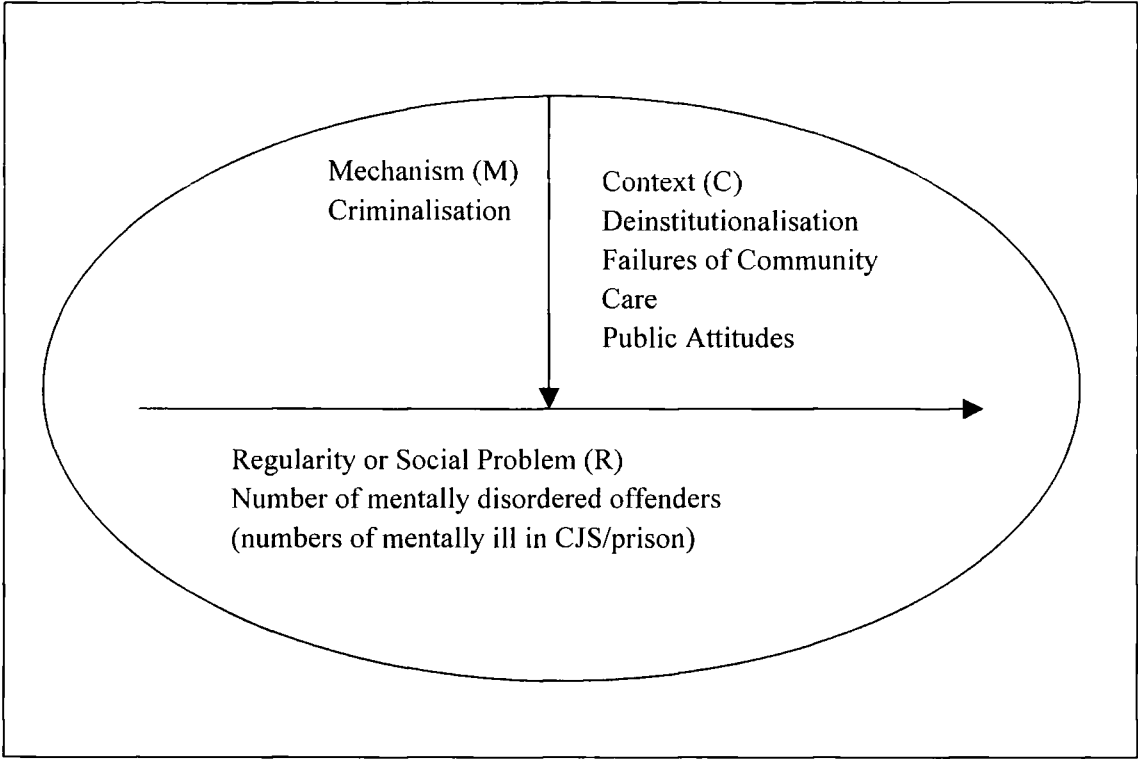 Mechanism (M)
Criminalisation
Context (C)
Deinstitutionalisation
Failures of Community
Care
Public Attitudes
Regularity or Social Problem (R)
Number of mentally disordered offenders
(numbers of mentally ill in CJS/prison)